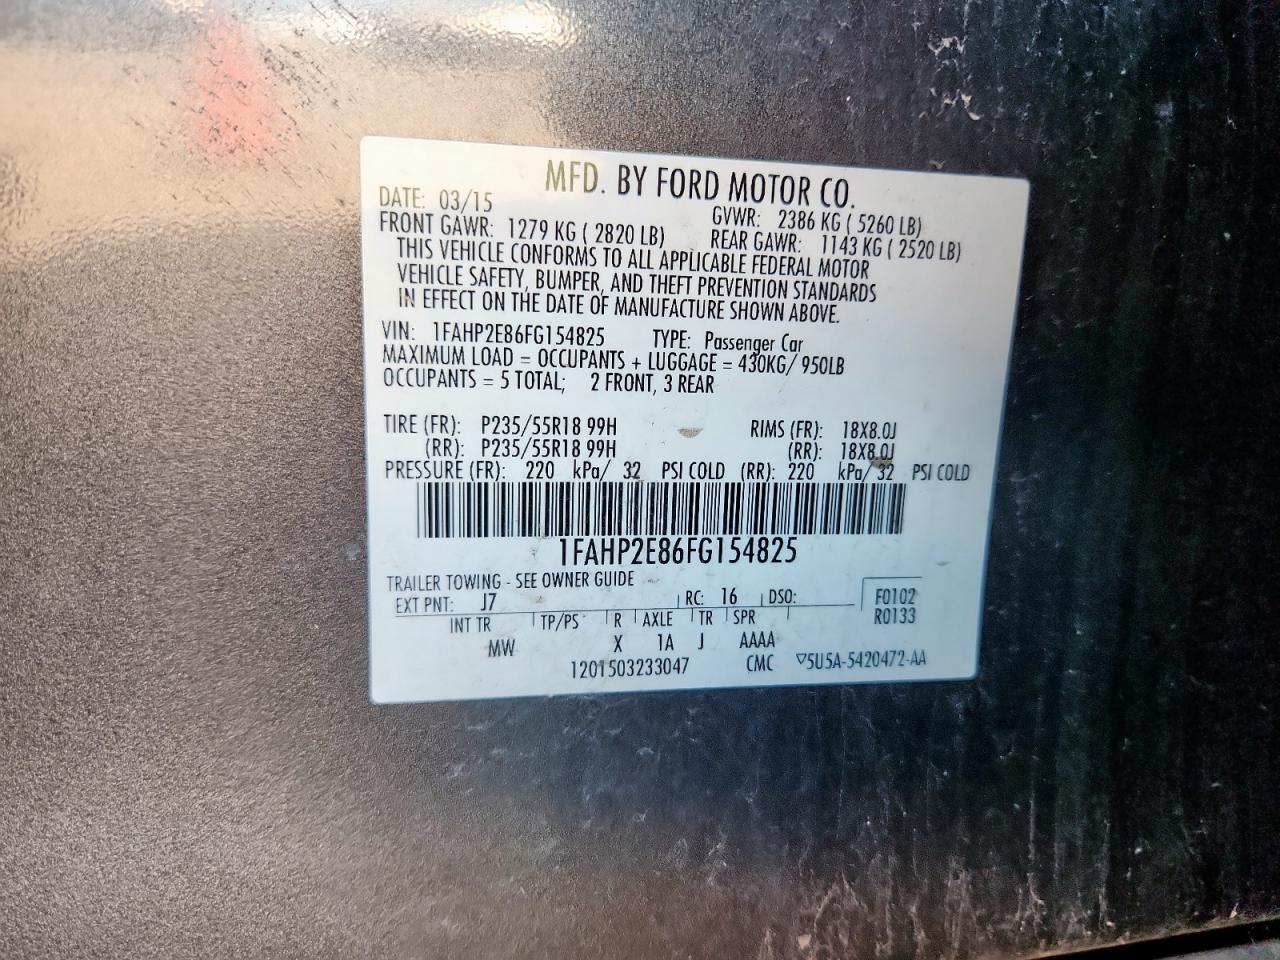 MFD. BY FORD MOTOR CO.
DATE: 03/15 GVWR: 2386 KG ( 5260 LB)
FRONT GAWR: 1279 KG ( 2820 LB) REAR GAWR: 1143 KG ( 2520 LB)
THIS VEHICLE CONFORMS TO ALL APPLICABLE FEDERAL MOTOR
VEHICLE SAFETY, BUMPER, AND THEFT PREVENTION STANDARDS
IN EFFECT ON THE DATE OF MANUFACTURE SHOWN ABOVE.
VIN: 1FAHP2E86FG154825 TYPE: Passenger Car
MAXIMUM LOAD = OCCUPANTS + LUGGAGE = 430KG/ 950LB
OCCUPANTS = 5 TOTAL; 2 FRONT, 3 REAR
TIRE (FR): P235/55R18 99H RIMS (FR): 18X8.0J
(RR): P235/55R18 99H (RR): 18X8.0J
PRESSURE (FR): 220 kPa/ 32 PSI COLD (RR): 220 kPa/ 32 PSI COLD
1FAHP2E86FG154825
TRAILER TOWING - SEE OWNER GUIDE
EXT PNT: J7 RC: 16 DSO: F0102
INT TR TP/PS R AXLE TR SPR R0133
MW X 1A J AAAA
1201503233047 CMC ▽5U5A-5420472-AA